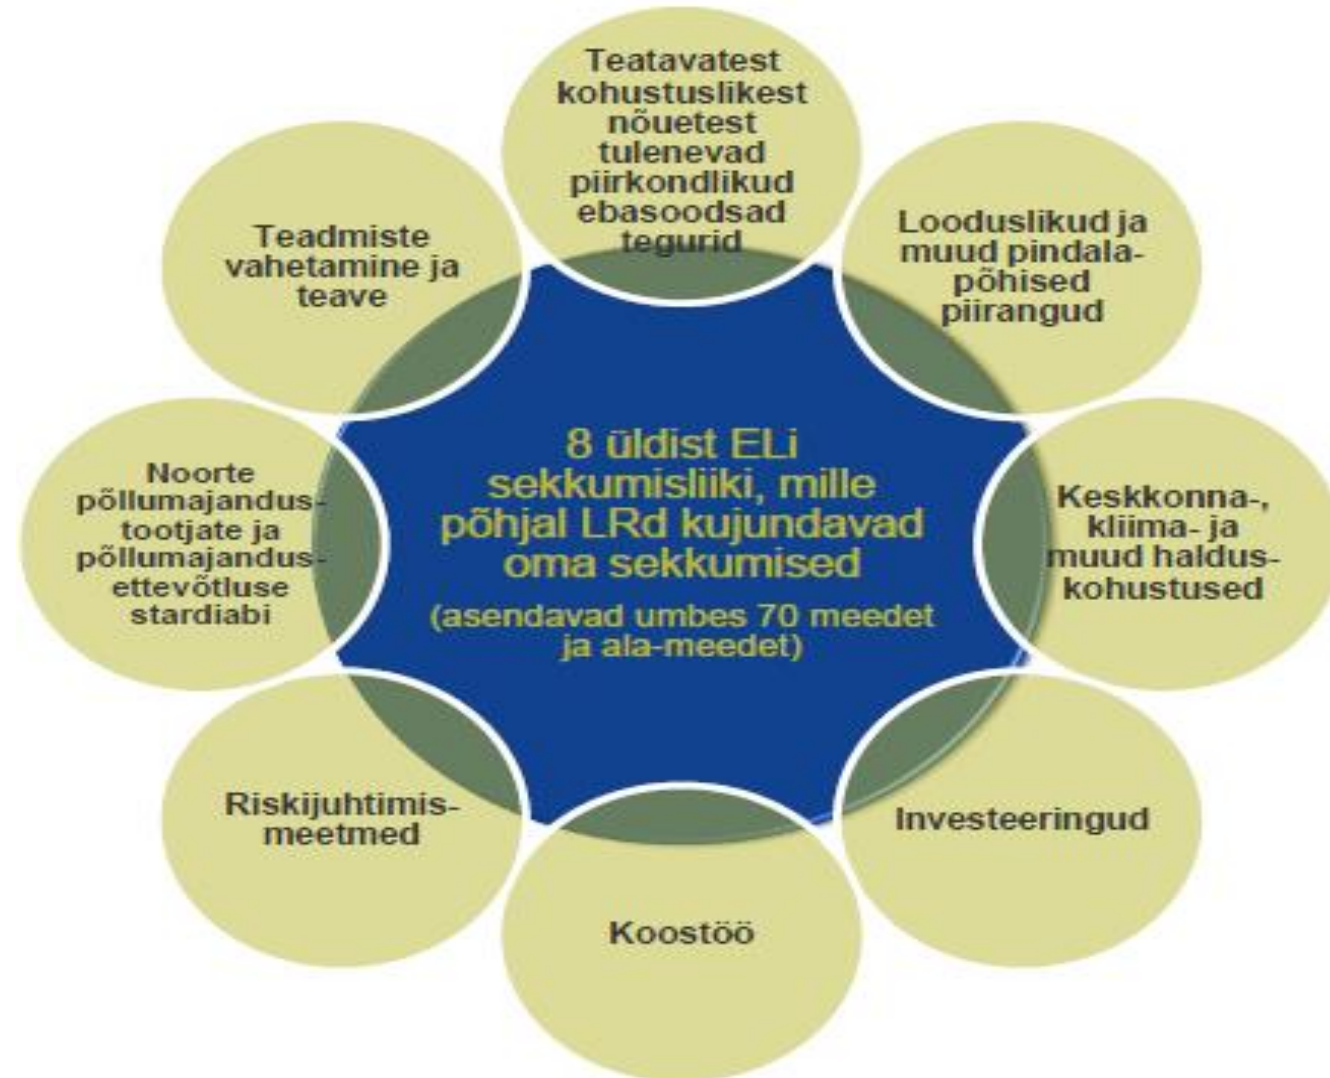 Teatavatest
kohustuslikest
nõuetest
tulenevad
piirkondlikud
ebasoodsad
tegurid
Looduslikud ja
muud pindala-
põhised
piirangud
Keskkonna-,
kliima- ja
muud haldus-
kohustused
Investeeringud
Koostöö
Riskijuhtimis-
meetmed
Noorte
põllumajandus-
tootjate ja
põllumajandus-
ettevõtluse
stardiabi
Teadmiste
vahetamine ja
teave
8 üldist ELi
sekkumisliiki, mille
põhjal LRd kujundavad
oma sekkumised
(asendavad umbes 70 meedet
ja ala-meedet)